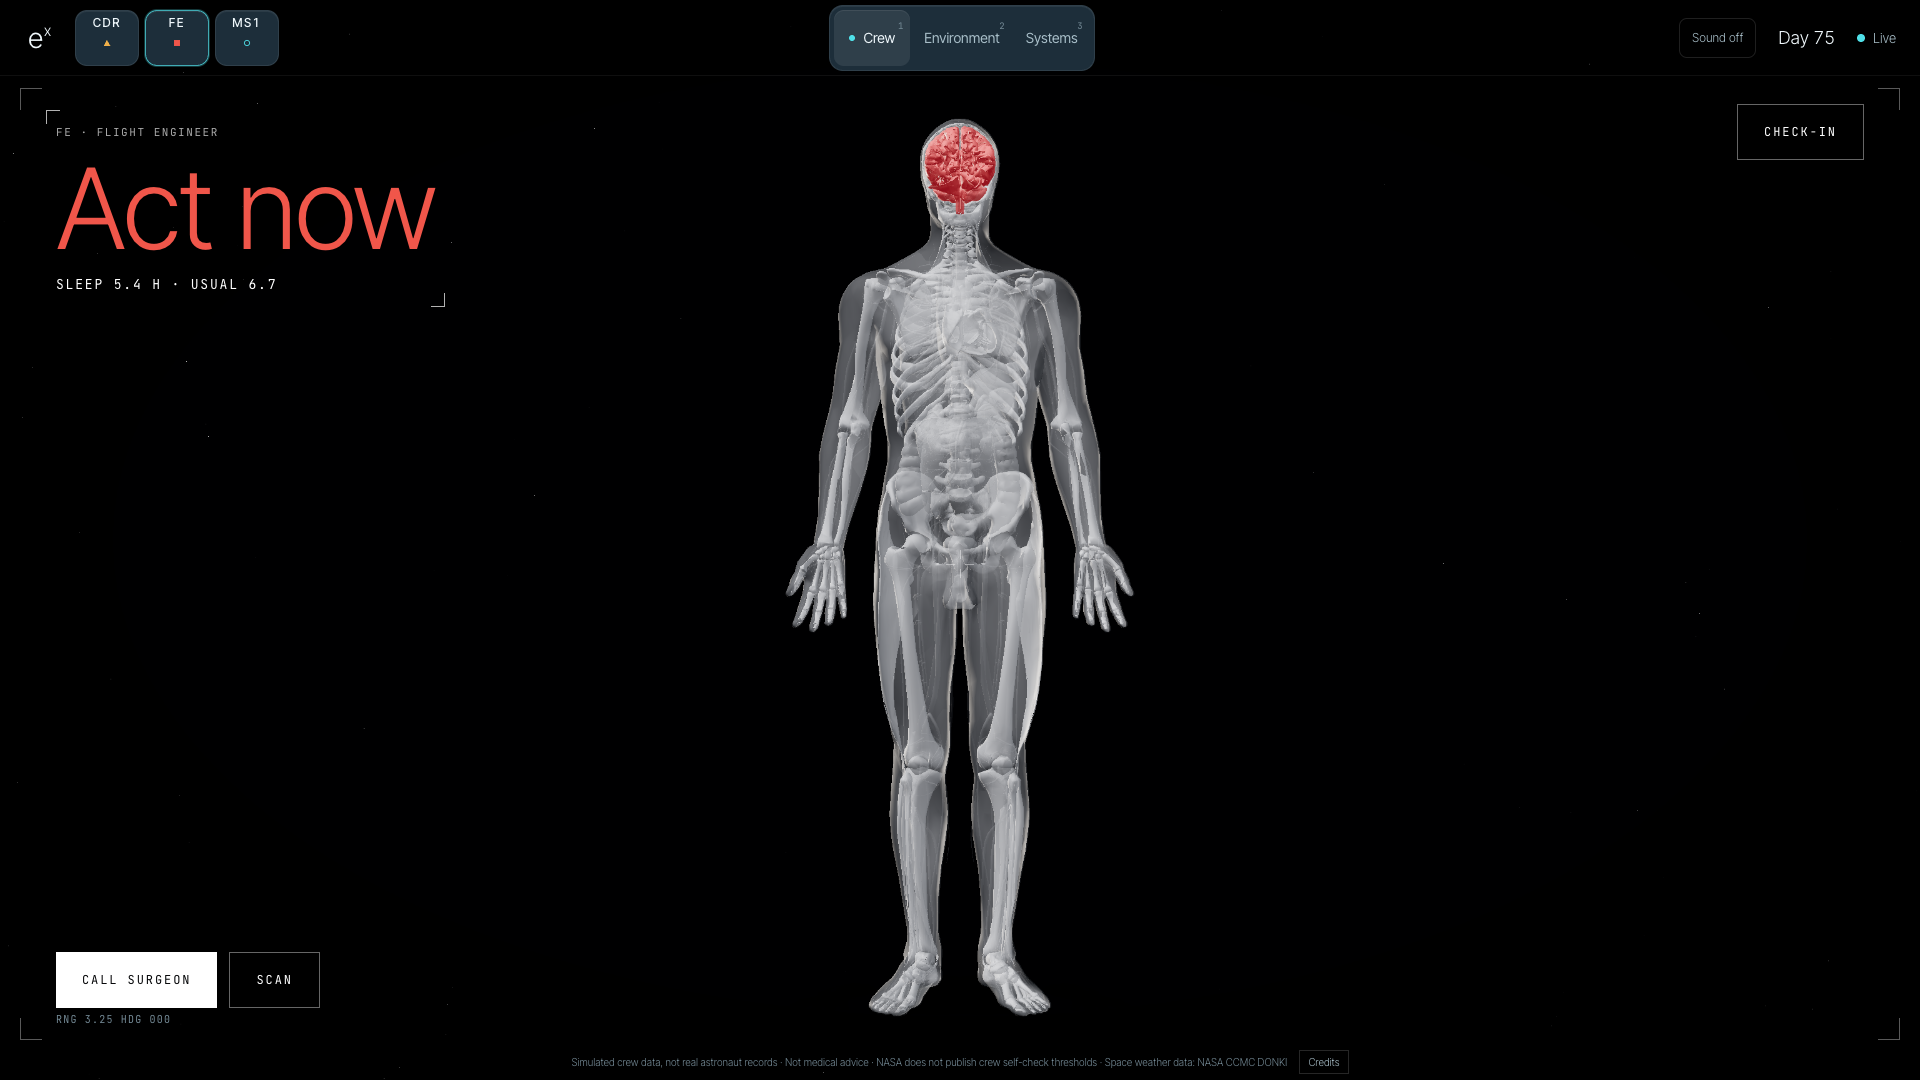 e^x
CDR
FE
MS1
Crew 1
Environment 2
Systems 3
Sound off
Day 75
Live
FE · FLIGHT ENGINEER
Act now
SLEEP 5.4 H · USUAL 6.7
CHECK-IN
CALL SURGEON
SCAN
RNG 3.25 HDG 000
Simulated crew data, not real astronaut records · Not medical advice · NASA does not publish crew self-check thresholds · Space weather data: NASA CCMC DONKI
Credits